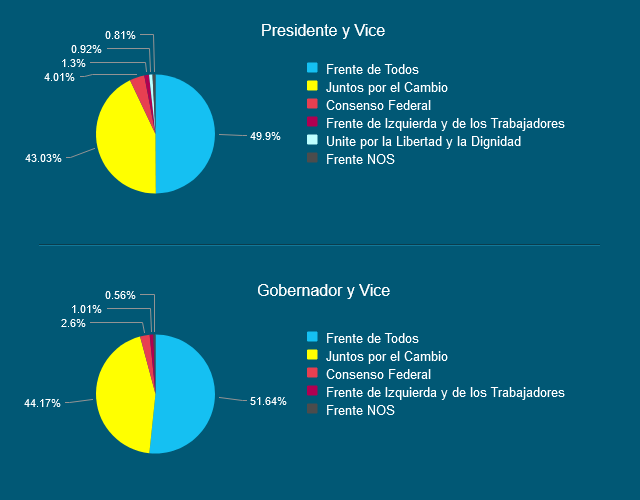 Presidente y Vice
0.81%
0.92%
1.3%
4.01%
43.03%
49.9%
Frente de Todos
Juntos por el Cambio
Consenso Federal
Frente de Izquierda y de los Trabajadores
Unite por la Libertad y la Dignidad
Frente NOS
Gobernador y Vice
0.56%
1.01%
2.6%
44.17%
51.64%
Frente de Todos
Juntos por el Cambio
Consenso Federal
Frente de Izquierda y de los Trabajadores
Frente NOS